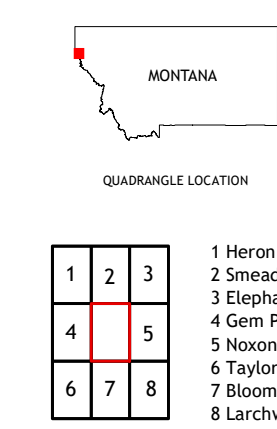 MONTANA
QUADRANGLE LOCATION
1 2 3
4 5
6 7 8
1 Heron
2 Smeac
3 Elepha
4 Gem P
5 Noxon
6 Taylor
7 Bloom
8 Larchv